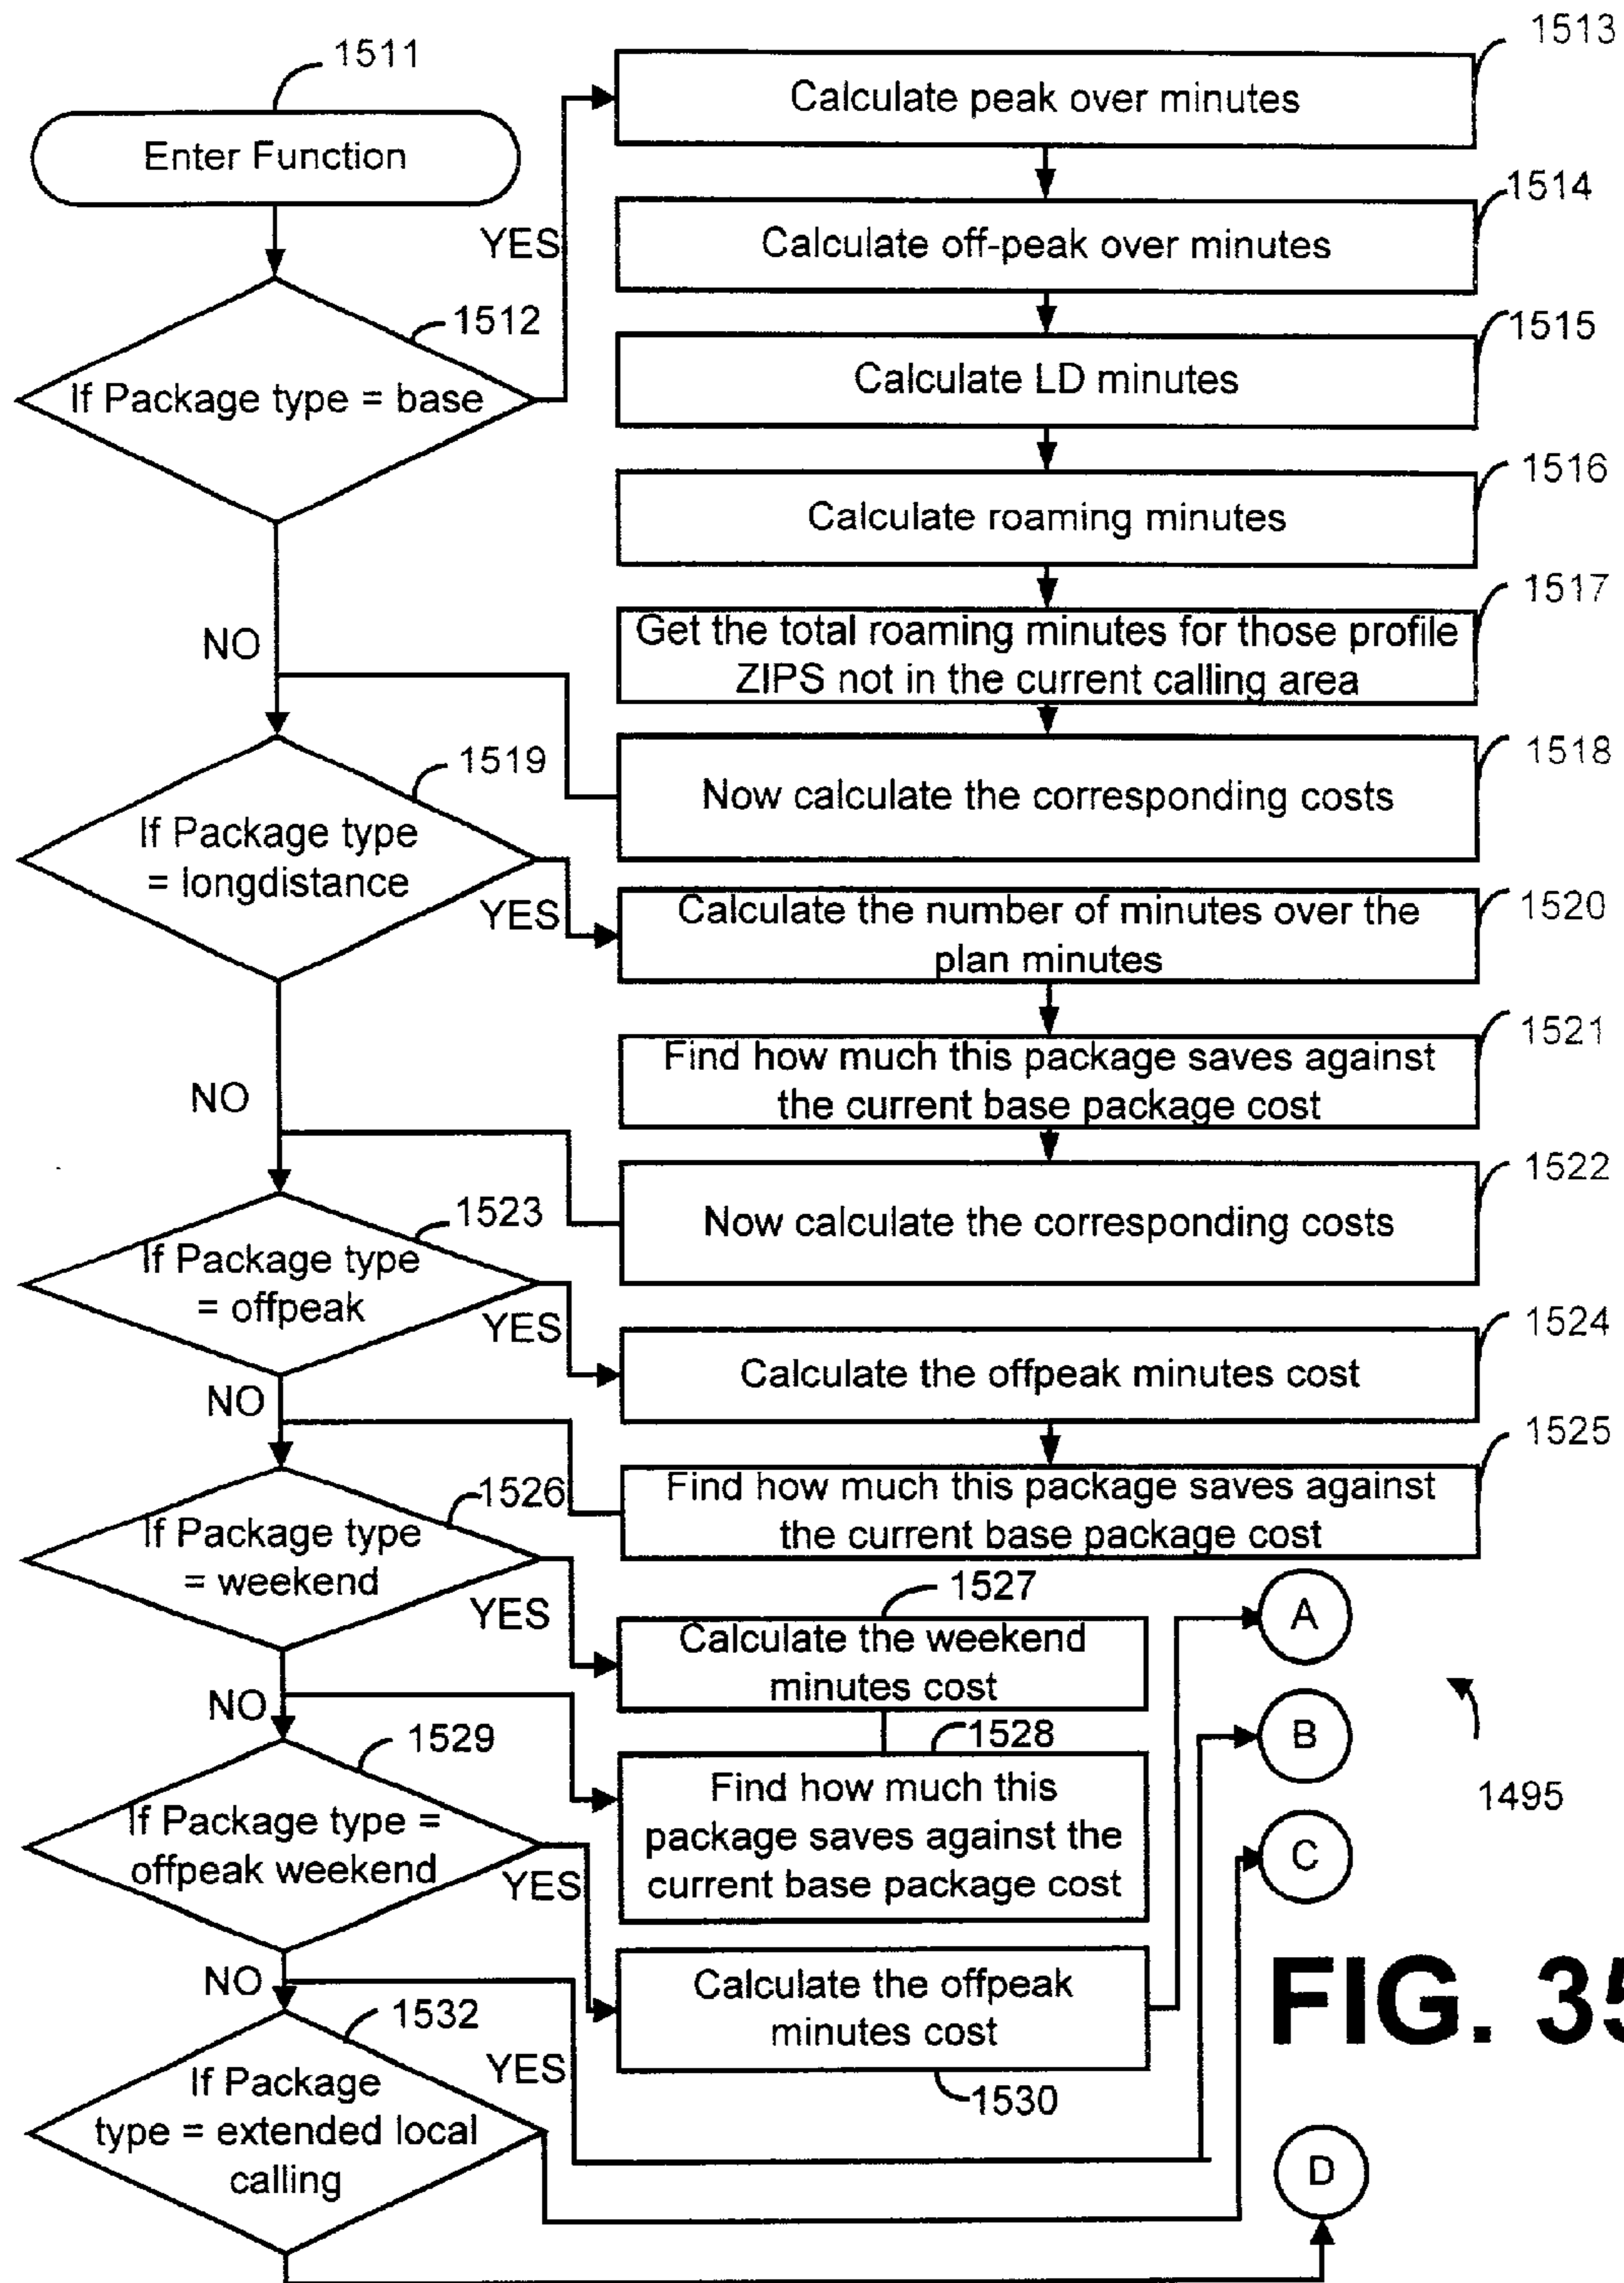 1511
Enter Function
1513
Calculate peak over minutes
1514
YES
Calculate off-peak over minutes
1512
If Package type = base
1515
Calculate LD minutes
1516
Calculate roaming minutes
1517
NO
Get the total roaming minutes for those profile
ZIPS not in the current calling area
1518
Now calculate the corresponding costs
1519
If Package type
= longdistance
YES
1520
Calculate the number of minutes over the
plan minutes
1521
Find how much this package saves against
the current base package cost
NO
1522
Now calculate the corresponding costs
1523
If Package type
= offpeak
YES
1524
Calculate the offpeak minutes cost
NO
1525
Find how much this package saves against
the current base package cost
1526
If Package type
= weekend
YES
1527
Calculate the weekend
minutes cost
A
NO
1528
Find how much this
package saves against the
current base package cost
B
1495
1529
If Package type =
offpeak weekend
YES
C
NO
Calculate the offpeak
minutes cost
1530
FIG. 35
1532
If Package
type = extended local
calling
YES
D